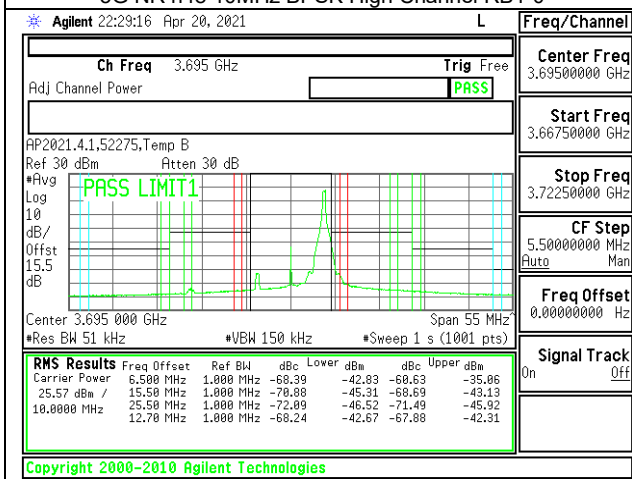 Agilent 22:29:16 Apr 20, 2021 L
Freq/Channel
Ch Freq 3.695 GHz Trig Free
Adj Channel Power PASS
Center Freq
3.69500000 GHz
Start Freq
3.66750000 GHz
Stop Freq
3.72250000 GHz
CF Step
5.50000000 MHz
Auto Man
Freq Offset
0.00000000 Hz
Signal Track
On Off
AP2021.4.1,52275,Temp B
Ref 30 dBm Atten 30 dB
#Avg
Log
10
dB/
Offst
15.5
dB
PASS LIMIT1
Center 3.695 000 GHz Span 55 MHz
#Res BW 51 kHz #VBW 150 kHz #Sweep 1 s (1001 pts)
RMS Results Freq Offset Ref BW dBc Lower dBm dBc Upper dBm
Carrier Power 6.500 MHz 1.000 MHz -68.39 -42.83 -60.63 -35.06
25.57 dBm / 15.50 MHz 1.000 MHz -70.88 -45.31 -68.69 -43.13
10.0000 MHz 25.50 MHz 1.000 MHz -72.09 -46.52 -71.49 -45.92
12.70 MHz 1.000 MHz -68.24 -42.67 -67.88 -42.31
Copyright 2000-2010 Agilent Technologies